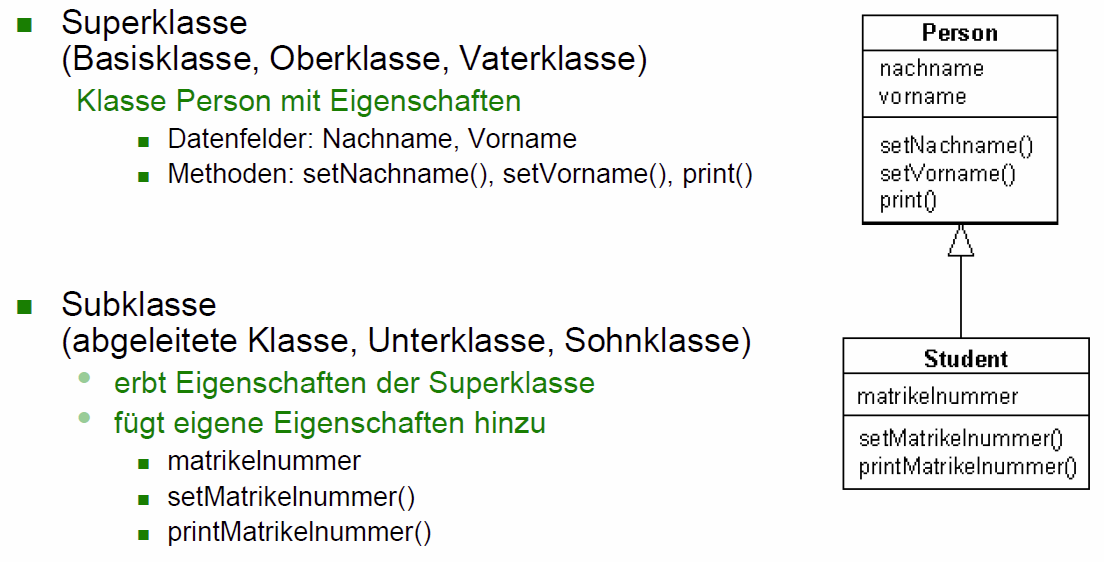 Superklasse
(Basisklasse, Oberklasse, Vaterklasse)
Klasse Person mit Eigenschaften
Datenfelder: Nachname, Vorname
Methoden: setNachname(), setVorname(), print()
Subklasse
(abgeleitete Klasse, Unterklasse, Sohnklasse)
erbt Eigenschaften der Superklasse
fügt eigene Eigenschaften hinzu
matrikelnummer
setMatrikelnummer()
printMatrikelnummer()
Person
nachname
vorname
setNachname()
setVorname()
print()
Student
matrikelnummer
setMatrikelnummer()
printMatrikelnummer()